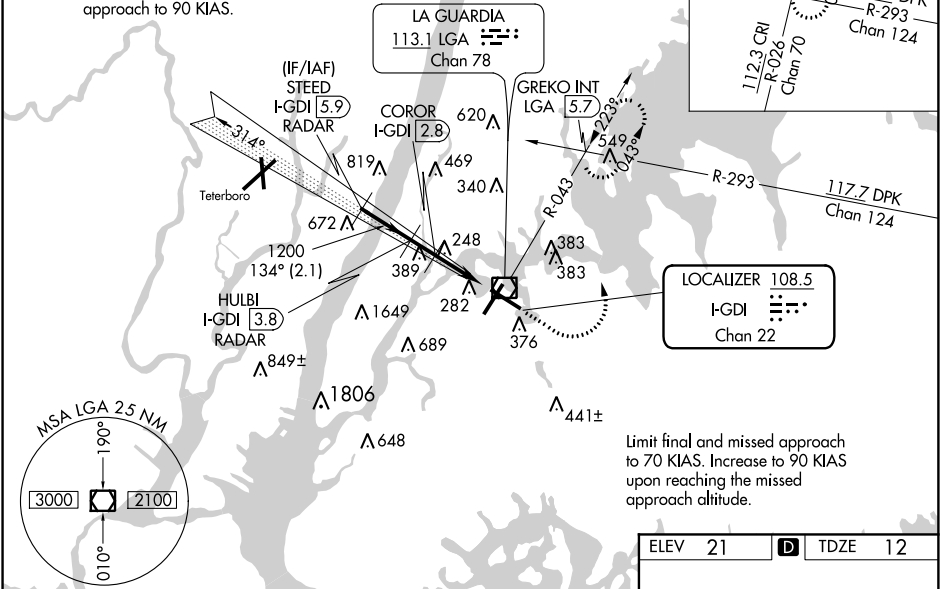 approach to 90 KIAS.
LA GUARDIA
113.1 LGA
Chan 78
DPK
R-293
Chan 124
112.3 CRI
R-026
Chan 70
(IF/IAF)
STEED
I-GDI 5.9
RADAR
COROR
I-GDI 2.8
GREKO INT
LGA 5.7
620
223°
549
043°
314°
819
469
Teterboro
340
R-043
R-293
117.7 DPK
Chan 124
672
1200
134° (2.1)
248
389
383
383
HULBI
I-GDI 3.8
RADAR
282
LOCALIZER 108.5
I-GDI
Chan 22
1649
376
689
849±
1806
441±
648
MSA LGA 25 NM
190°
3000
2100
010°
Limit final and missed approach
to 70 KIAS. Increase to 90 KIAS
upon reaching the missed
approach altitude.
ELEV 21 D TDZE 12